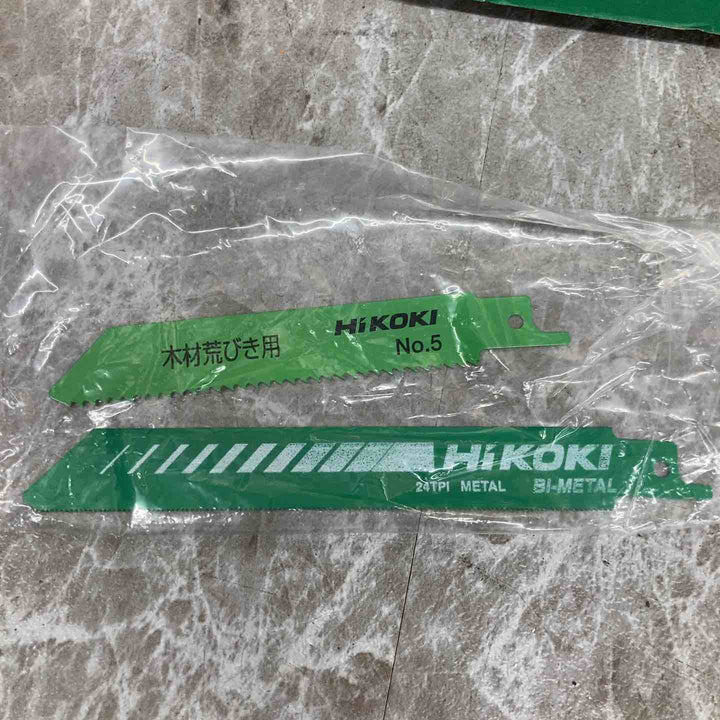 HiKOKI
木材荒びき用
No.5
HiKOKI
24TPI METAL BI-METAL